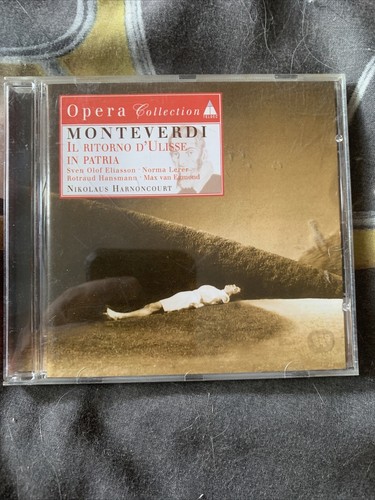 Opera Collection
TELDEC
MONTEVERDI
IL RITORNO D'ULISSE
IN PATRIA
Sven Olof Eliasson · Norma Lerer
Rotraud Hansmann · Max van Egmond
NIKOLAUS HARNONCOURT